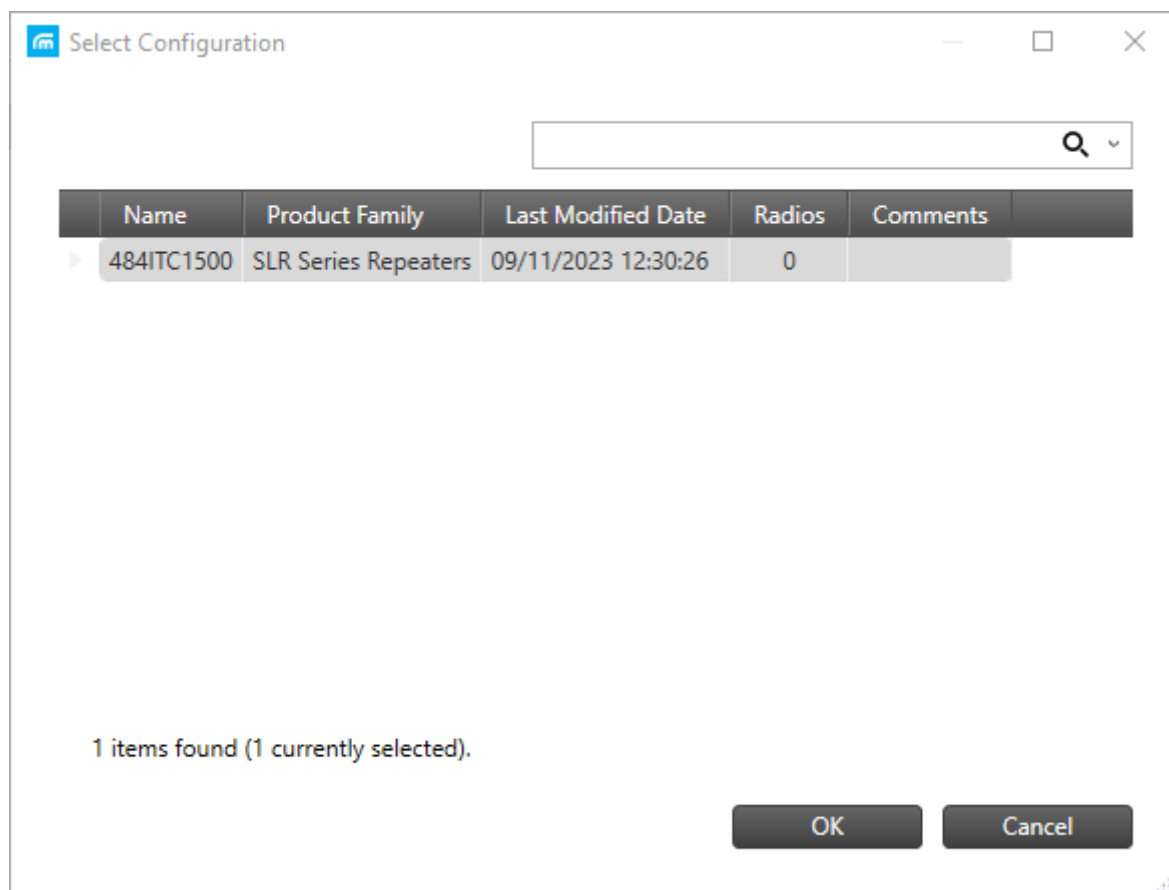 Select Configuration
Name Product Family Last Modified Date Radios Comments
484ITC1500 SLR Series Repeaters 09/11/2023 12:30:26 0
1 items found (1 currently selected).
OK Cancel